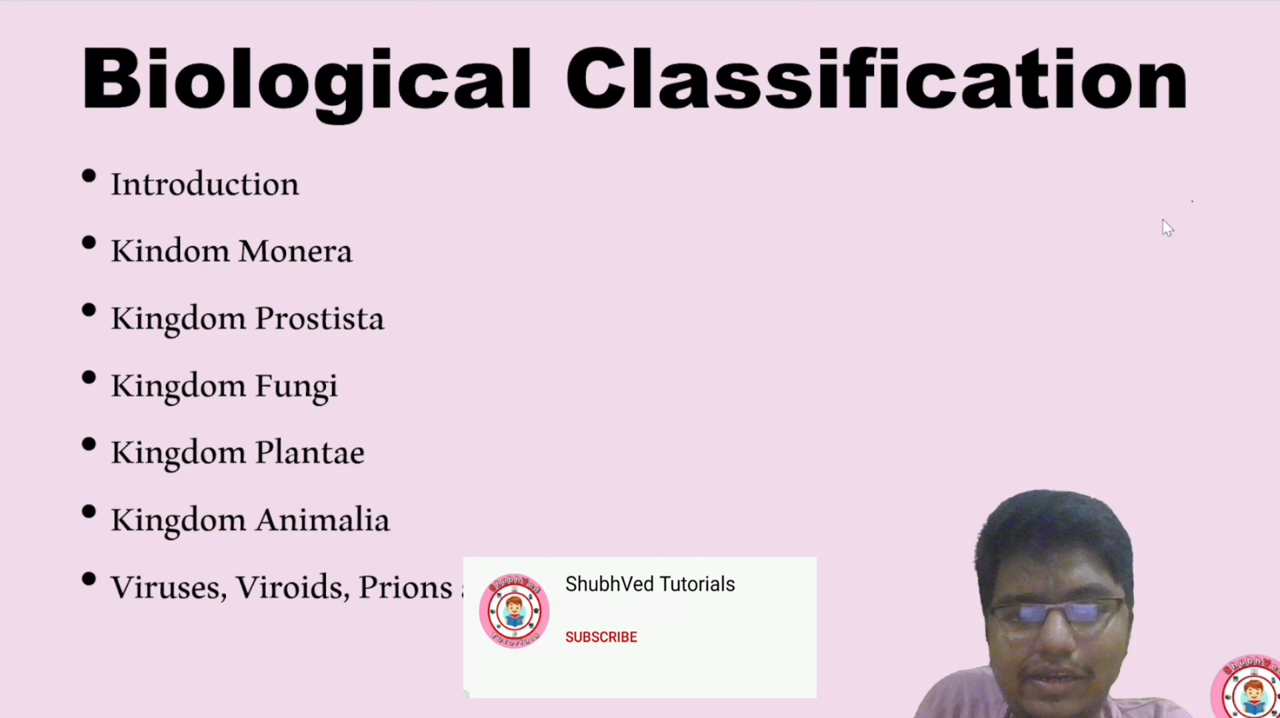 Biological Classification
• Introduction
• Kindom Monera
• Kingdom Prostista
• Kingdom Fungi
• Kingdom Plantae
• Kingdom Animalia
• Viruses, Viroids, Prions
ShubhVed Tutorials
SUBSCRIBE